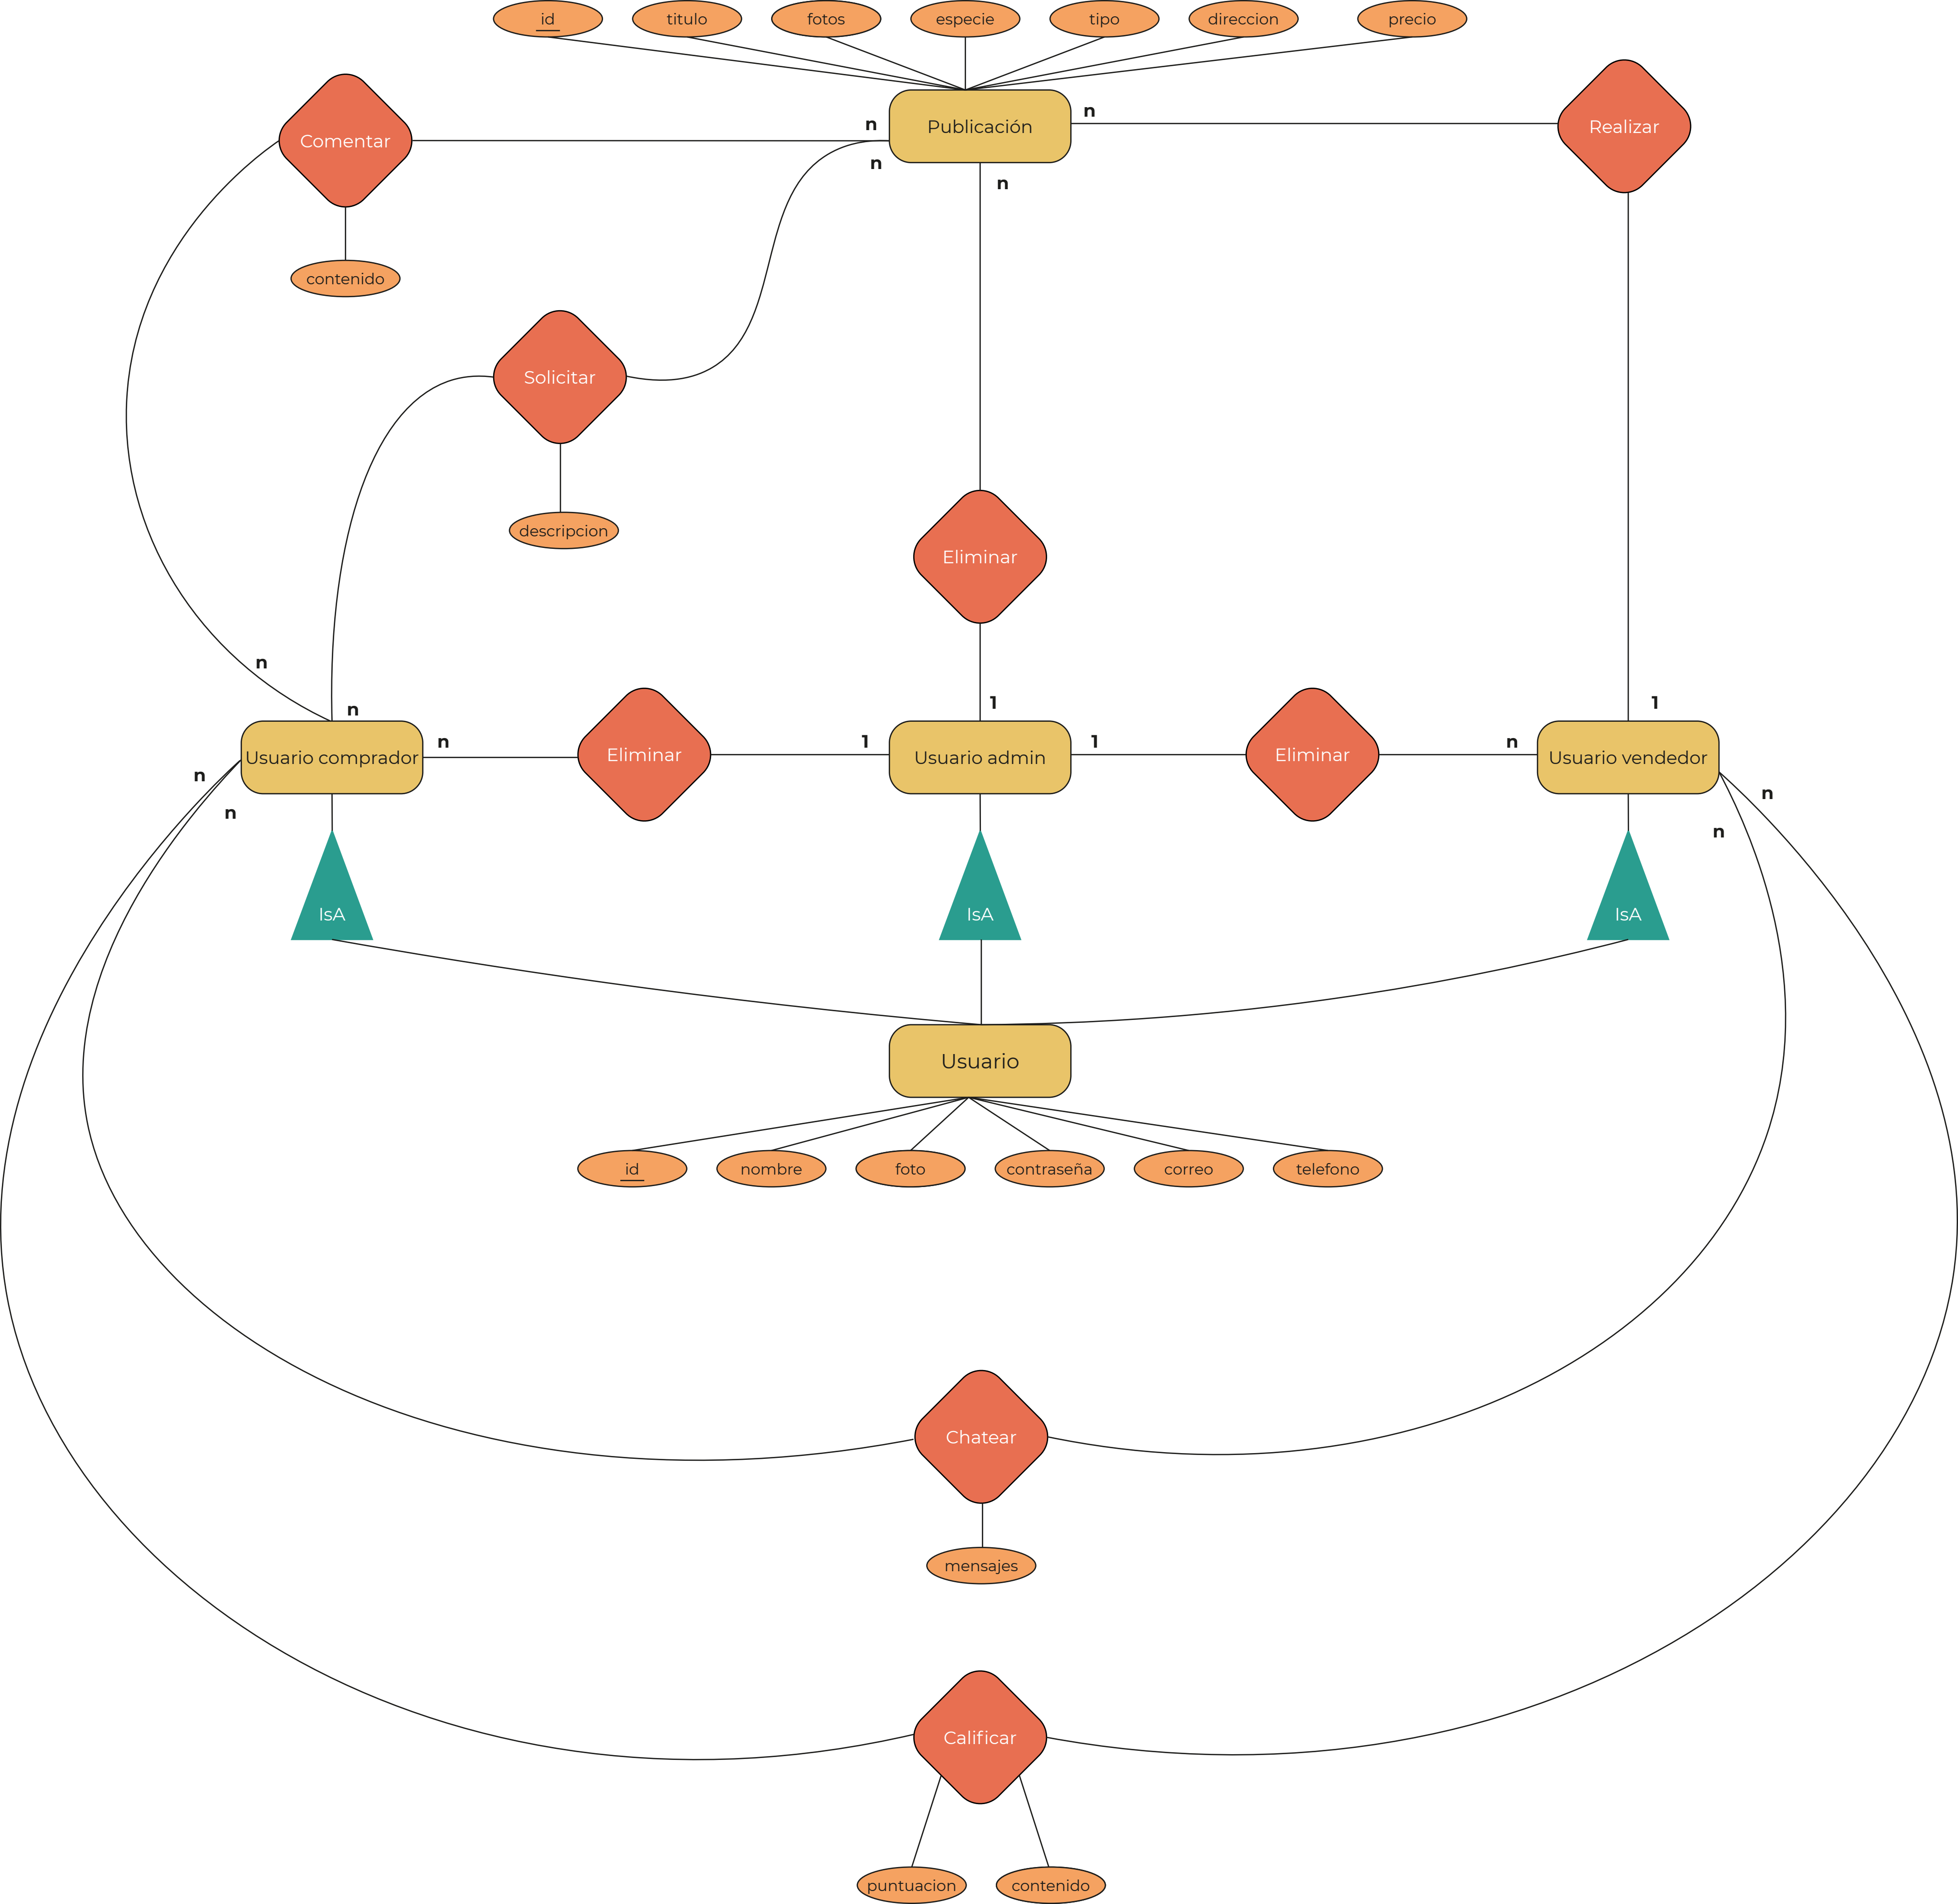 id
titulo
fotos
especie
tipo
direccion
precio
n
n
Publicación
Realizar
Comentar
n
n
contenido
Solicitar
descripcion
Eliminar
n
n
1
1
n
1
Eliminar
1
Eliminar
n
Usuario comprador
Usuario admin
Usuario vendedor
n
n
n
n
IsA
IsA
IsA
Usuario
id
nombre
foto
contraseña
correo
telefono
Chatear
mensajes
Calificar
puntuacion
contenido